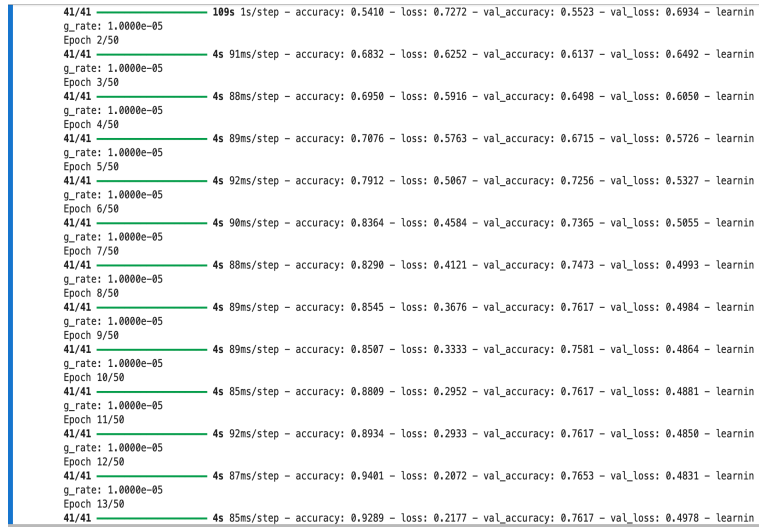 41/41 ━━━━━━━━━━━━━━━━━━━━ 109s 1s/step – accuracy: 0.5410 – loss: 0.7272 – val_accuracy: 0.5523 – val_loss: 0.6934 – learnin
g_rate: 1.0000e-05
Epoch 2/50
41/41 ━━━━━━━━━━━━━━━━━━━━ 4s 91ms/step – accuracy: 0.6832 – loss: 0.6252 – val_accuracy: 0.6137 – val_loss: 0.6492 – learnin
g_rate: 1.0000e-05
Epoch 3/50
41/41 ━━━━━━━━━━━━━━━━━━━━ 4s 88ms/step – accuracy: 0.6950 – loss: 0.5916 – val_accuracy: 0.6498 – val_loss: 0.6050 – learnin
g_rate: 1.0000e-05
Epoch 4/50
41/41 ━━━━━━━━━━━━━━━━━━━━ 4s 89ms/step – accuracy: 0.7076 – loss: 0.5763 – val_accuracy: 0.6715 – val_loss: 0.5726 – learnin
g_rate: 1.0000e-05
Epoch 5/50
41/41 ━━━━━━━━━━━━━━━━━━━━ 4s 92ms/step – accuracy: 0.7912 – loss: 0.5067 – val_accuracy: 0.7256 – val_loss: 0.5327 – learnin
g_rate: 1.0000e-05
Epoch 6/50
41/41 ━━━━━━━━━━━━━━━━━━━━ 4s 90ms/step – accuracy: 0.8364 – loss: 0.4584 – val_accuracy: 0.7365 – val_loss: 0.5055 – learnin
g_rate: 1.0000e-05
Epoch 7/50
41/41 ━━━━━━━━━━━━━━━━━━━━ 4s 88ms/step – accuracy: 0.8290 – loss: 0.4121 – val_accuracy: 0.7473 – val_loss: 0.4993 – learnin
g_rate: 1.0000e-05
Epoch 8/50
41/41 ━━━━━━━━━━━━━━━━━━━━ 4s 89ms/step – accuracy: 0.8545 – loss: 0.3676 – val_accuracy: 0.7617 – val_loss: 0.4984 – learnin
g_rate: 1.0000e-05
Epoch 9/50
41/41 ━━━━━━━━━━━━━━━━━━━━ 4s 89ms/step – accuracy: 0.8507 – loss: 0.3333 – val_accuracy: 0.7581 – val_loss: 0.4864 – learnin
g_rate: 1.0000e-05
Epoch 10/50
41/41 ━━━━━━━━━━━━━━━━━━━━ 4s 85ms/step – accuracy: 0.8809 – loss: 0.2952 – val_accuracy: 0.7617 – val_loss: 0.4881 – learnin
g_rate: 1.0000e-05
Epoch 11/50
41/41 ━━━━━━━━━━━━━━━━━━━━ 4s 92ms/step – accuracy: 0.8934 – loss: 0.2933 – val_accuracy: 0.7617 – val_loss: 0.4850 – learnin
g_rate: 1.0000e-05
Epoch 12/50
41/41 ━━━━━━━━━━━━━━━━━━━━ 4s 87ms/step – accuracy: 0.9401 – loss: 0.2072 – val_accuracy: 0.7653 – val_loss: 0.4831 – learnin
g_rate: 1.0000e-05
Epoch 13/50
41/41 ━━━━━━━━━━━━━━━━━━━━ 4s 85ms/step – accuracy: 0.9289 – loss: 0.2177 – val_accuracy: 0.7617 – val_loss: 0.4978 – learnin